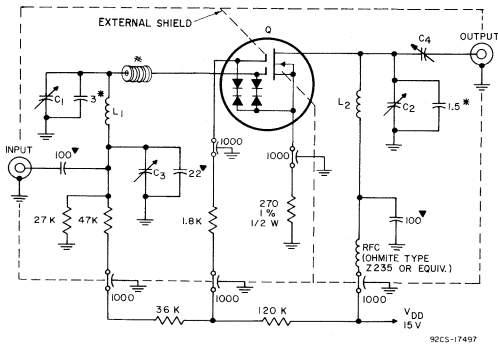 EXTERNAL SHIELD
Q
C4
OUTPUT
C1
3*
L1
L2
C2
1.5*
INPUT
100▼
C3
22▼
1000
1000
27 K
47K
1.8K
270
1 %
1/2 W
100▼
RFC
(OHMITE TYPE
Z235 OR EQUIV.)
1000
1000
1000
36 K
120 K
VDD
15 V
92CS-17497